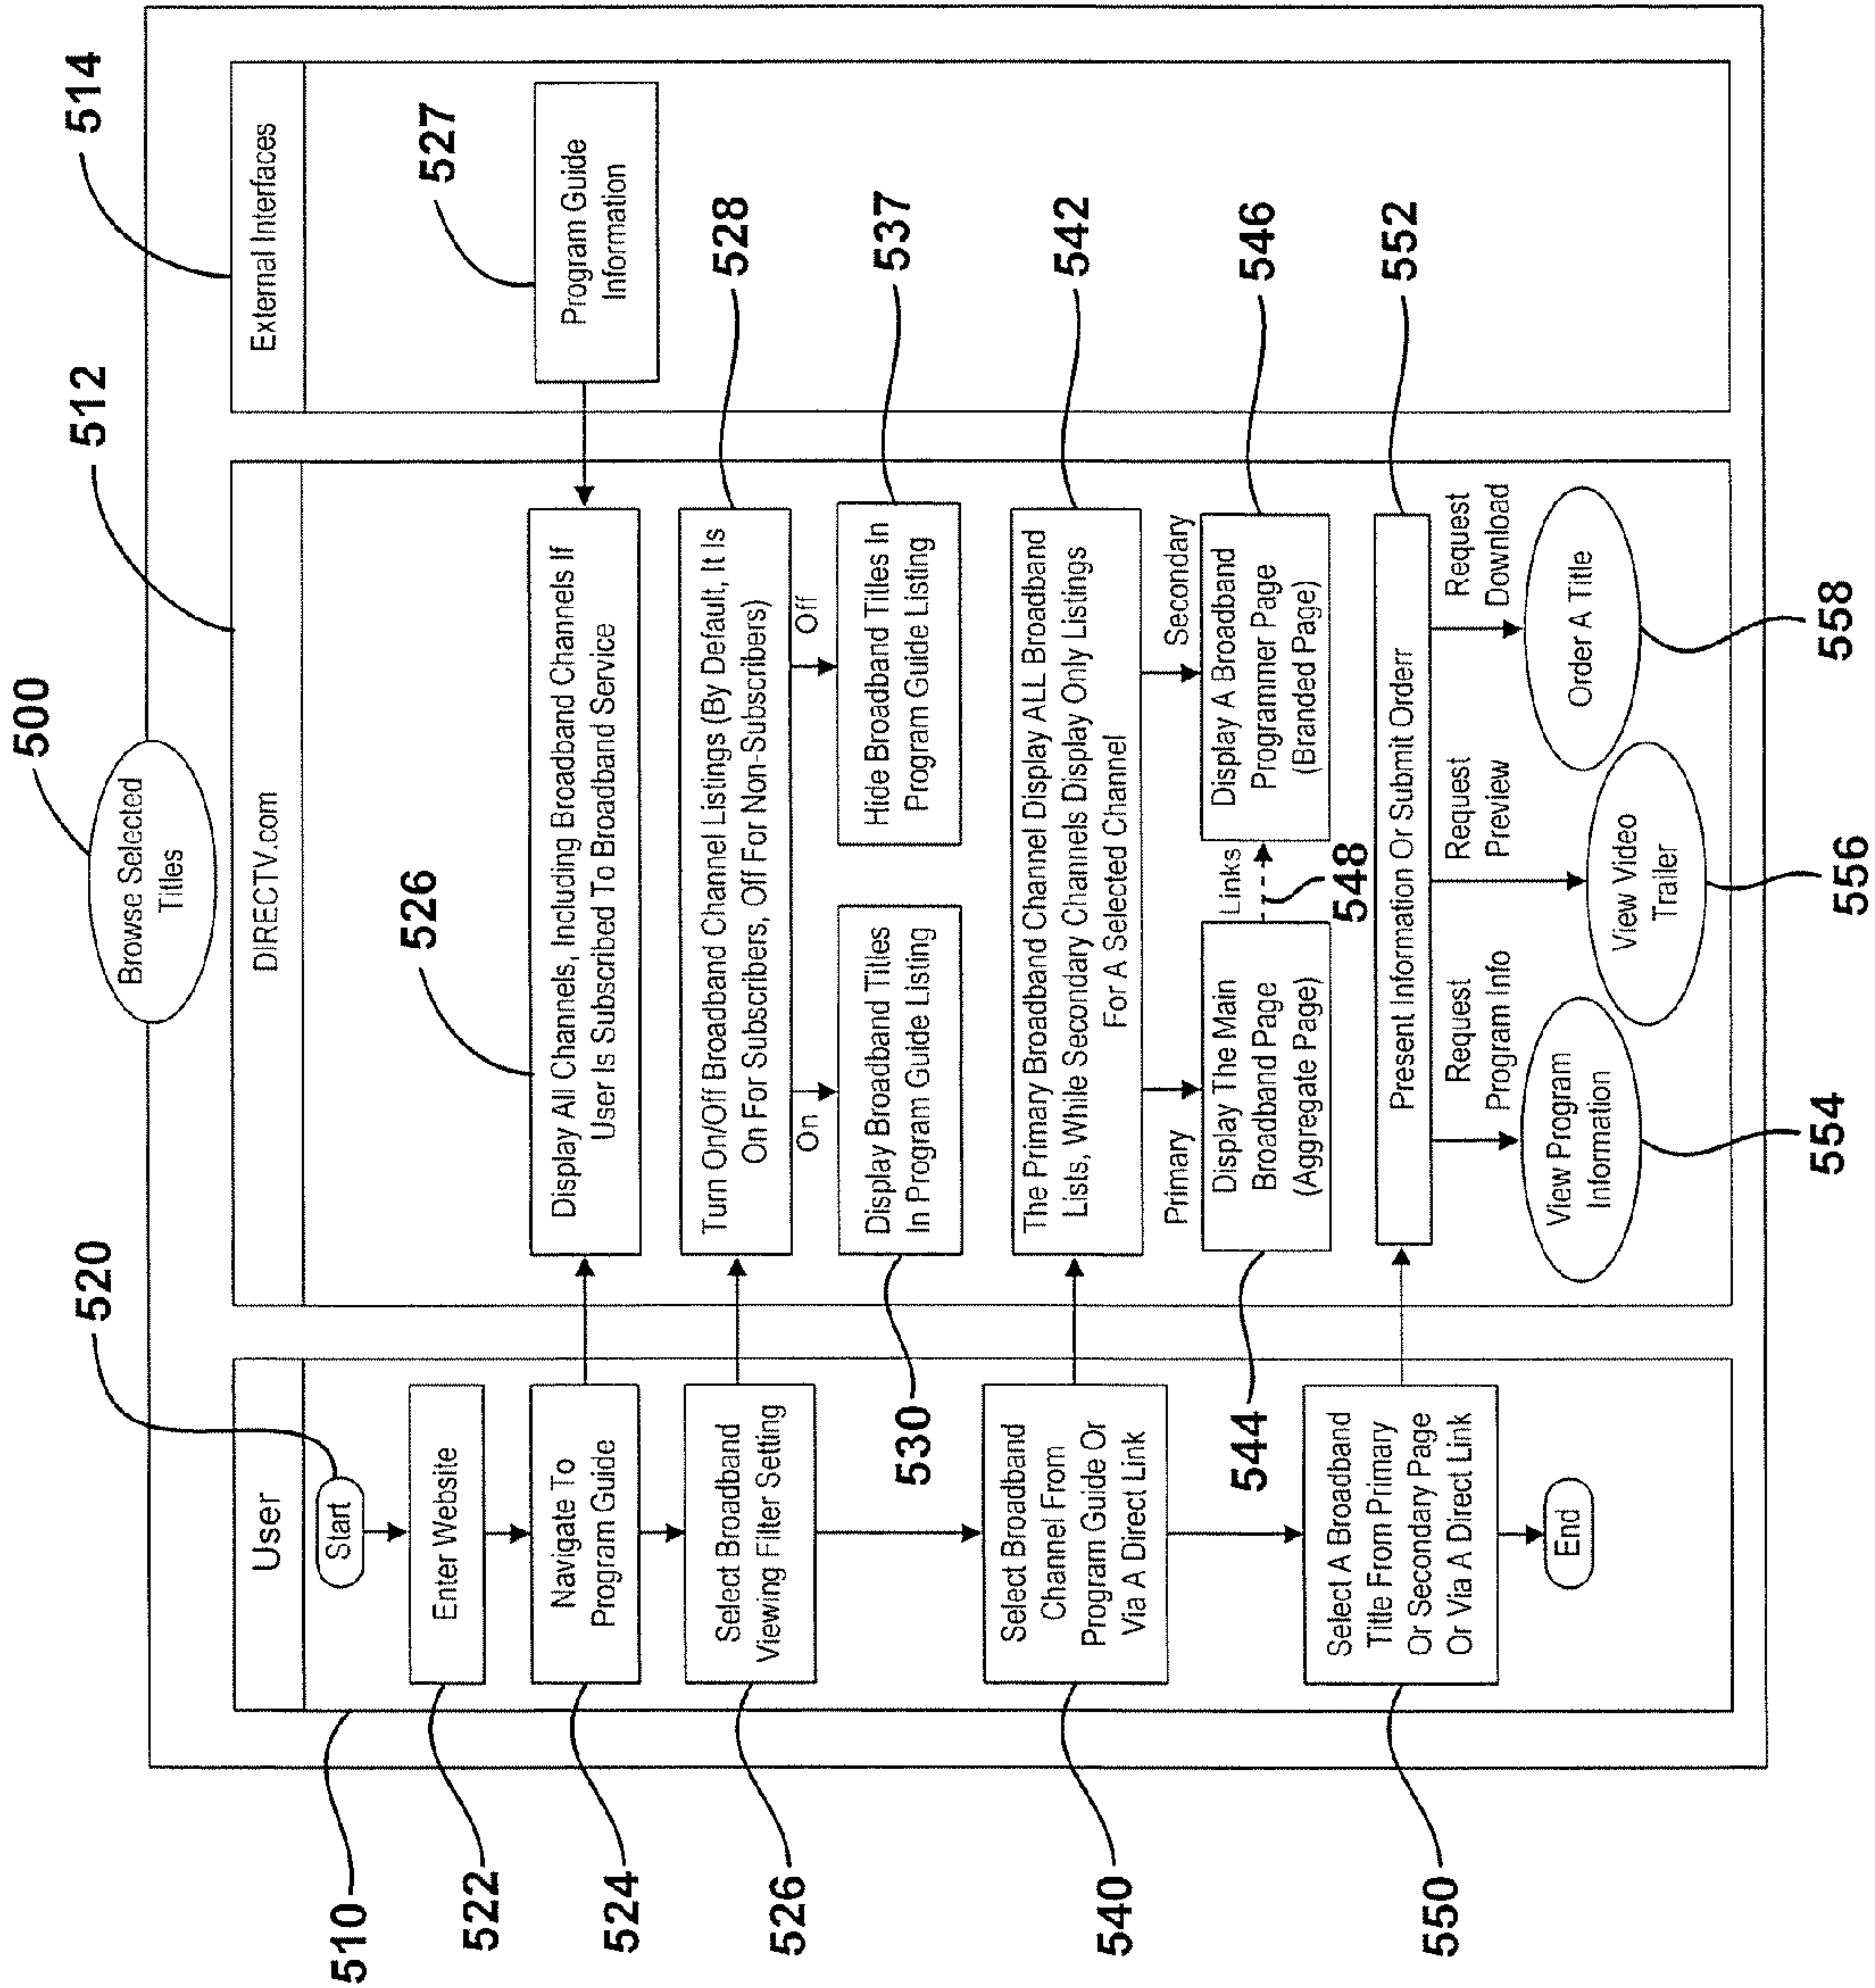 500
Browse Selected
Titles
510
User
520
Start
522
Enter Website
524
Navigate To
Program Guide
526
Select Broadband
Viewing Filter Setting
540
Select Broadband
Channel From
Program Guide Or
Via A Direct Link
550
Select A Broadband
Title From Primary
Or Secondary Page
Or Via A Direct Link
End
512
DIRECTV.com
526
Display All Channels, Including Broadband Channels If
User Is Subscribed To Broadband Service
528
Turn On/Off Broadband Channel Listings (By Default, It Is
On For Subscribers, Off For Non-Subscribers)
On
Off
530
Display Broadband Titles
In Program Guide Listing
537
Hide Broadband Titles In
Program Guide Listing
542
The Primary Broadband Channel Display ALL Broadband
Lists, While Secondary Channels Display Only Listings
For A Selected Channel
Primary
Secondary
544
Display The Main
Broadband Page
(Aggregate Page)
Links
548
546
Display A Broadband
Programmer Page
(Branded Page)
552
Present Information Or Submit Orderr
Request
Program Info
Request
Preview
Request
Download
View Program
Information
554
View Video
Trailer
556
Order A Title
558
514
External Interfaces
527
Program Guide
Information